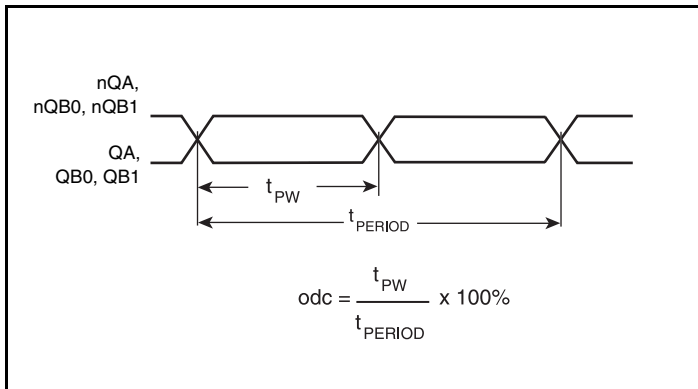 nQA,
nQB0, nQB1
QA,
QB0, QB1
tPW
tPERIOD
odc = tPW / tPERIOD x 100%